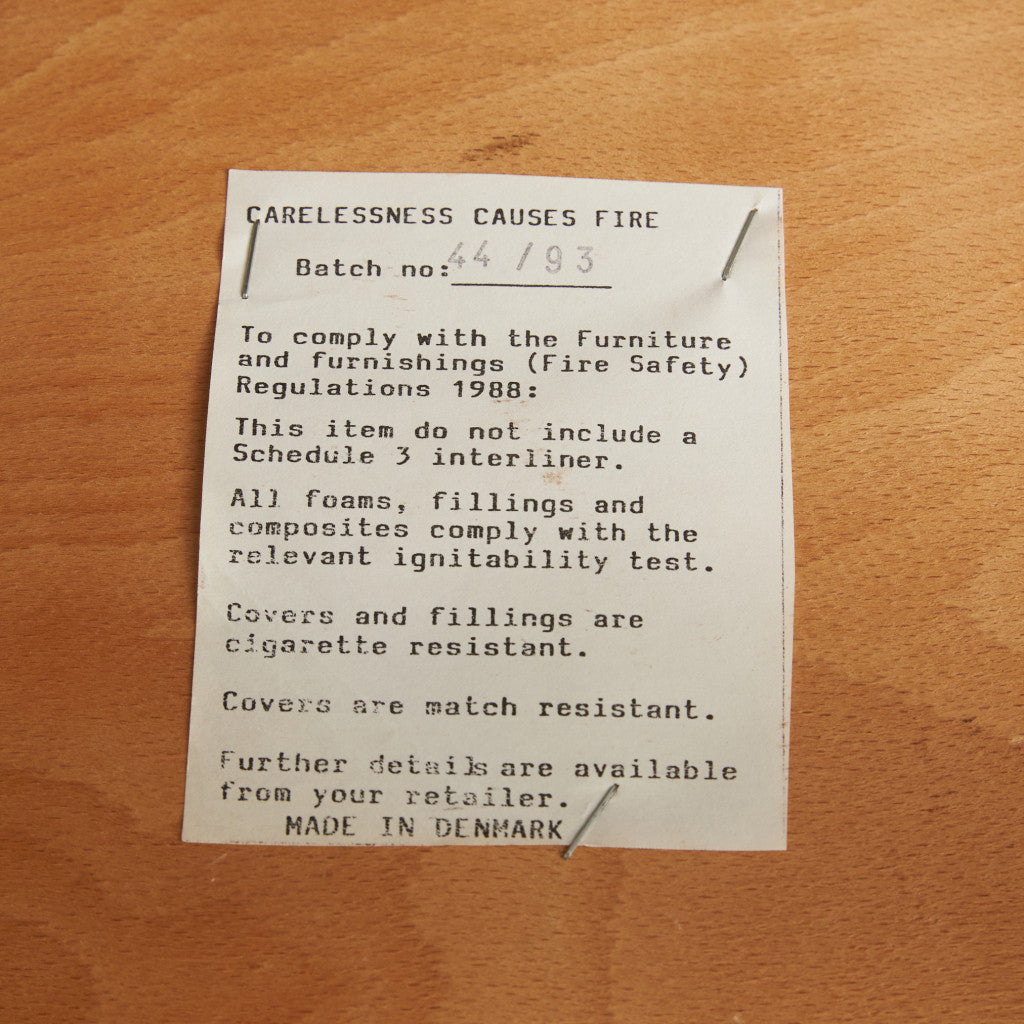 CARELESSNESS CAUSES FIRE
Batch no: 44 / 93
To comply with the Furniture
and furnishings (Fire Safety)
Regulations 1988:
This item do not include a
Schedule 3 interliner.
All foams, fillings and
composites comply with the
relevant ignitability test.
Covers and fillings are
cigarette resistant.
Covers are match resistant.
Further details are available
from your retailer.
MADE IN DENMARK